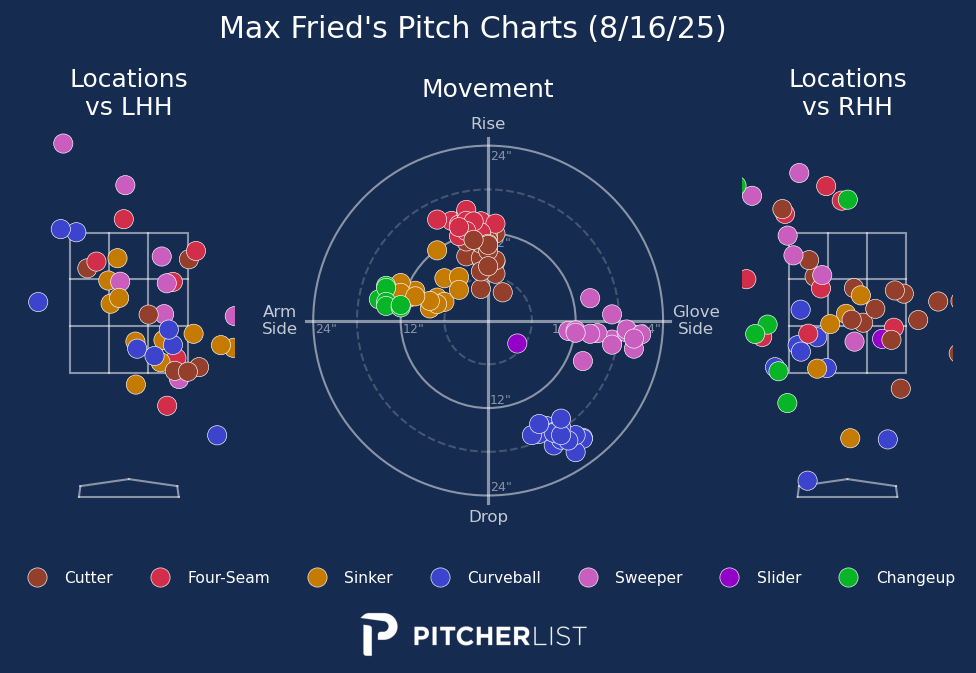 Max Fried's Pitch Charts (8/16/25)
Locations
vs LHH
Movement
Locations
vs RHH
Rise
24"
Arm
Side
24"
12"
Glove
Side
12"
24"
Drop
Cutter
Four-Seam
Sinker
Curveball
Sweeper
Slider
Changeup
PITCHERLIST